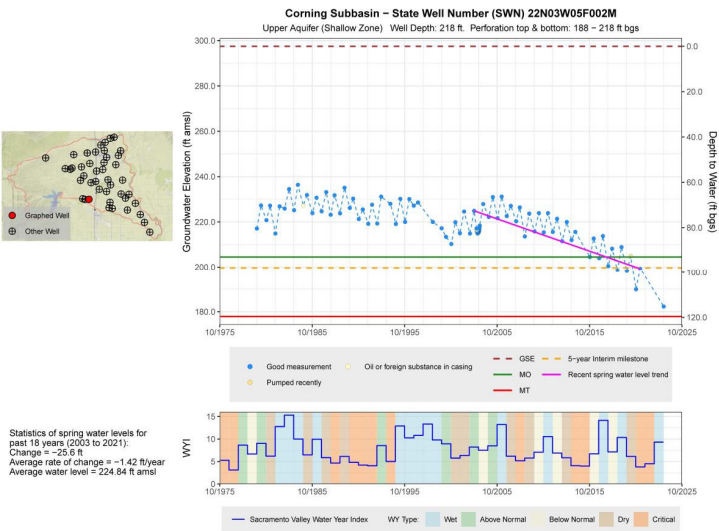 Corning Subbasin − State Well Number (SWN) 22N03W05F002M
Upper Aquifer (Shallow Zone)   Well Depth: 218 ft.   Perforation top & bottom: 188 − 218 ft bgs
Groundwater Elevation (ft amsl)
300.0
280.0
260.0
240.0
220.0
200.0
180.0
Depth to Water (ft bgs)
0.0
20.0
40.0
60.0
80.0
100.0
120.0
10/1975 10/1985 10/1995 10/2005 10/2015 10/2025
Graphed Well
Other Well
Good measurement
Oil or foreign substance in casing
Pumped recently
GSE
5−year Interim milestone
MO
Recent spring water level trend
MT
Statistics of spring water levels for
past 18 years (2003 to 2021):
Change = −25.6 ft
Average rate of change = −1.42 ft/year
Average water level = 224.84 ft amsl
WYI
15
10
5
0
10/1975 10/1985 10/1995 10/2005 10/2015 10/2025
Sacramento Valley Water Year Index WY Type: Wet Above Normal Below Normal Dry Critical